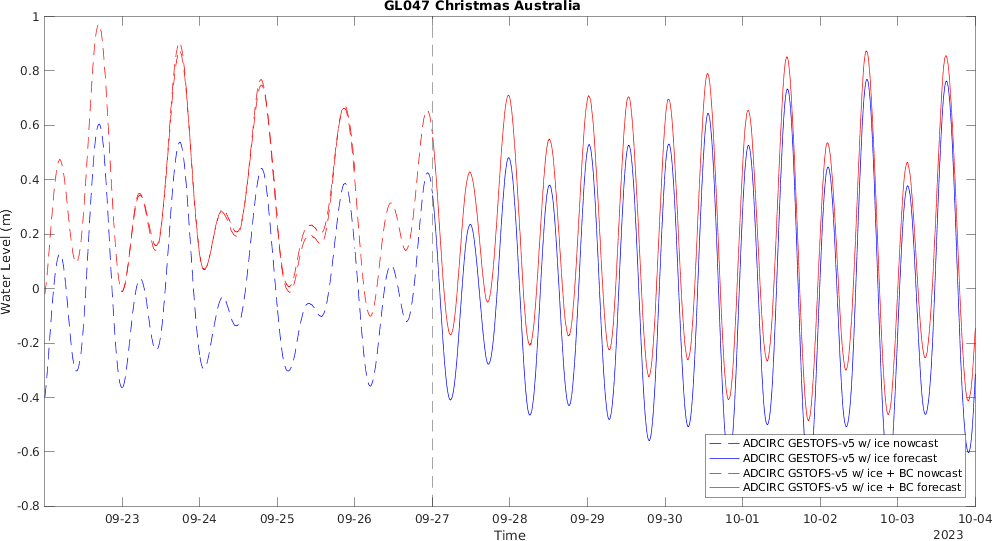 GL047 Christmas Australia
Water Level (m)
1
0.8
0.6
0.4
0.2
0
-0.2
-0.4
-0.6
-0.8
ADCIRC GESTOFS-v5 w/ ice nowcast
ADCIRC GESTOFS-v5 w/ ice forecast
ADCIRC GSTOFS-v5 w/ ice + BC nowcast
ADCIRC GSTOFS-v5 w/ ice + BC forecast
09-23 09-24 09-25 09-26 09-27 09-28 09-29 09-30 10-01 10-02 10-03 10-04
Time
2023